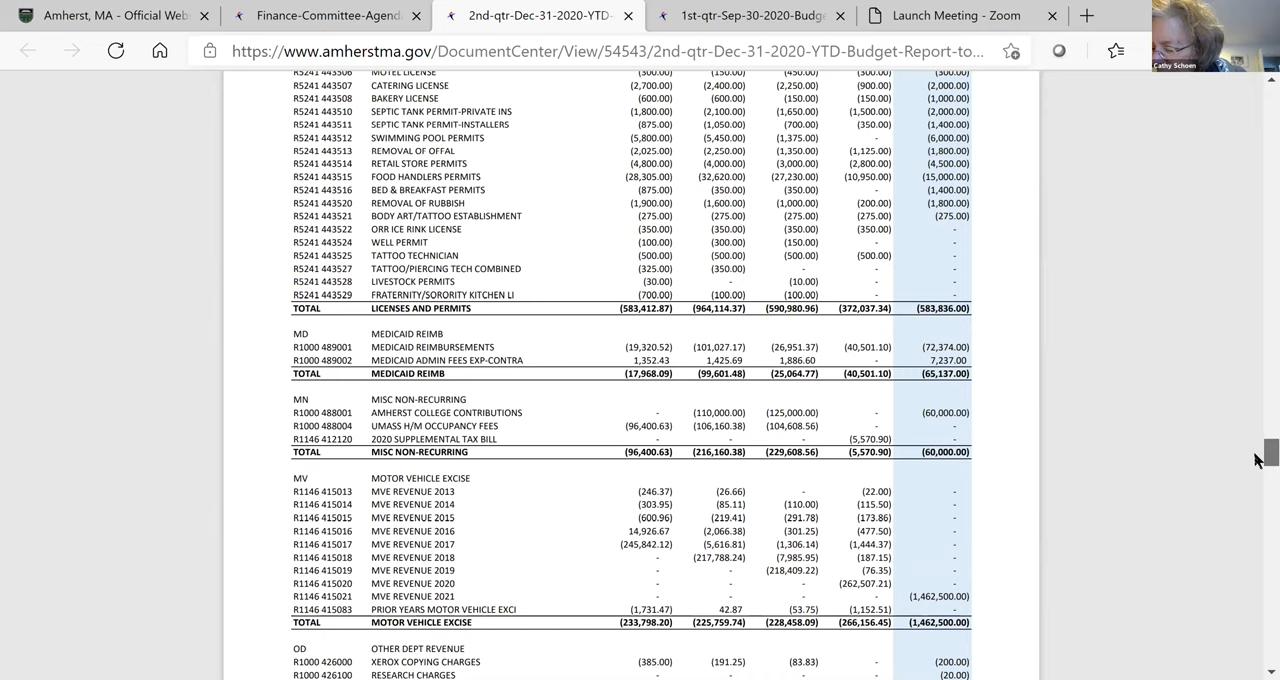 Amherst, MA - Official Web
Finance-Committee-Agend
2nd-qtr-Dec-31-2020-YTD-
1st-qtr-Sep-30-2020-Budg
Launch Meeting - Zoom
https://www.amherstma.gov/DocumentCenter/View/54543/2nd-qtr-Dec-31-2020-YTD-Budget-Report-to...
Cathy Schoen
R5241 443506 MOTEL LICENSE (300.00) (150.00) (450.00) (300.00) (300.00)
R5241 443507 CATERING LICENSE (2,700.00) (2,400.00) (2,250.00) (900.00) (2,000.00)
R5241 443508 BAKERY LICENSE (600.00) (600.00) (150.00) (150.00) (1,000.00)
R5241 443510 SEPTIC TANK PERMIT-PRIVATE INS (1,800.00) (2,100.00) (1,650.00) (1,500.00) (2,000.00)
R5241 443511 SEPTIC TANK PERMIT-INSTALLERS (875.00) (1,050.00) (700.00) (350.00) (1,400.00)
R5241 443512 SWIMMING POOL PERMITS (5,800.00) (5,450.00) (1,375.00) - (6,000.00)
R5241 443513 REMOVAL OF OFFAL (2,025.00) (2,250.00) (1,350.00) (1,125.00) (1,800.00)
R5241 443514 RETAIL STORE PERMITS (4,800.00) (4,000.00) (3,000.00) (2,800.00) (4,500.00)
R5241 443515 FOOD HANDLERS PERMITS (28,305.00) (32,620.00) (27,230.00) (10,950.00) (15,000.00)
R5241 443516 BED & BREAKFAST PERMITS (875.00) (350.00) (350.00) - (1,400.00)
R5241 443520 REMOVAL OF RUBBISH (1,900.00) (1,600.00) (1,000.00) (200.00) (1,800.00)
R5241 443521 BODY ART/TATTOO ESTABLISHMENT (275.00) (275.00) (275.00) (275.00) (275.00)
R5241 443522 ORR ICE RINK LICENSE (350.00) (350.00) (350.00) (350.00) -
R5241 443524 WELL PERMIT (100.00) (300.00) (150.00) - -
R5241 443525 TATTOO TECHNICIAN (500.00) (500.00) (500.00) (500.00) -
R5241 443527 TATTOO/PIERCING TECH COMBINED (325.00) (350.00) - - -
R5241 443528 LIVESTOCK PERMITS (30.00) - (10.00) - -
R5241 443529 FRATERNITY/SORORITY KITCHEN LI (700.00) (100.00) (100.00) - -
TOTAL LICENSES AND PERMITS (583,412.87) (964,114.37) (590,980.96) (372,037.34) (583,836.00)
MD MEDICAID REIMB
R1000 489001 MEDICAID REIMBURSEMENTS (19,320.52) (101,027.17) (26,951.37) (40,501.10) (72,374.00)
R1000 489002 MEDICAID ADMIN FEES EXP-CONTRA 1,352.43 1,425.69 1,886.60 - 7,237.00
TOTAL MEDICAID REIMB (17,968.09) (99,601.48) (25,064.77) (40,501.10) (65,137.00)
MN MISC NON-RECURRING
R1000 488001 AMHERST COLLEGE CONTRIBUTIONS - (110,000.00) (125,000.00) - (60,000.00)
R1000 488004 UMASS H/M OCCUPANCY FEES (96,400.63) (106,160.38) (104,608.56) - -
R1146 412120 2020 SUPPLEMENTAL TAX BILL - - - (5,570.90) -
TOTAL MISC NON-RECURRING (96,400.63) (216,160.38) (229,608.56) (5,570.90) (60,000.00)
MV MOTOR VEHICLE EXCISE
R1146 415013 MVE REVENUE 2013 (246.37) (26.66) - (22.00) -
R1146 415014 MVE REVENUE 2014 (303.95) (85.11) (110.00) (115.50) -
R1146 415015 MVE REVENUE 2015 (600.96) (219.41) (291.78) (173.86) -
R1146 415016 MVE REVENUE 2016 14,926.67 (2,066.38) (301.25) (477.50) -
R1146 415017 MVE REVENUE 2017 (245,842.12) (5,616.81) (1,306.14) (1,444.37) -
R1146 415018 MVE REVENUE 2018 - (217,788.24) (7,985.95) (187.15) -
R1146 415019 MVE REVENUE 2019 - - (218,409.22) (76.35) -
R1146 415020 MVE REVENUE 2020 - - - (262,507.21) -
R1146 415021 MVE REVENUE 2021 - - - - (1,462,500.00)
R1146 415083 PRIOR YEARS MOTOR VEHICLE EXCI (1,731.47) 42.87 (53.75) (1,152.51) -
TOTAL MOTOR VEHICLE EXCISE (233,798.20) (225,759.74) (228,458.09) (266,156.45) (1,462,500.00)
OD OTHER DEPT REVENUE
R1000 426000 XEROX COPYING CHARGES (385.00) (191.25) (83.83) - (200.00)
R1000 426100 RESEARCH CHARGES - - - - (20.00)